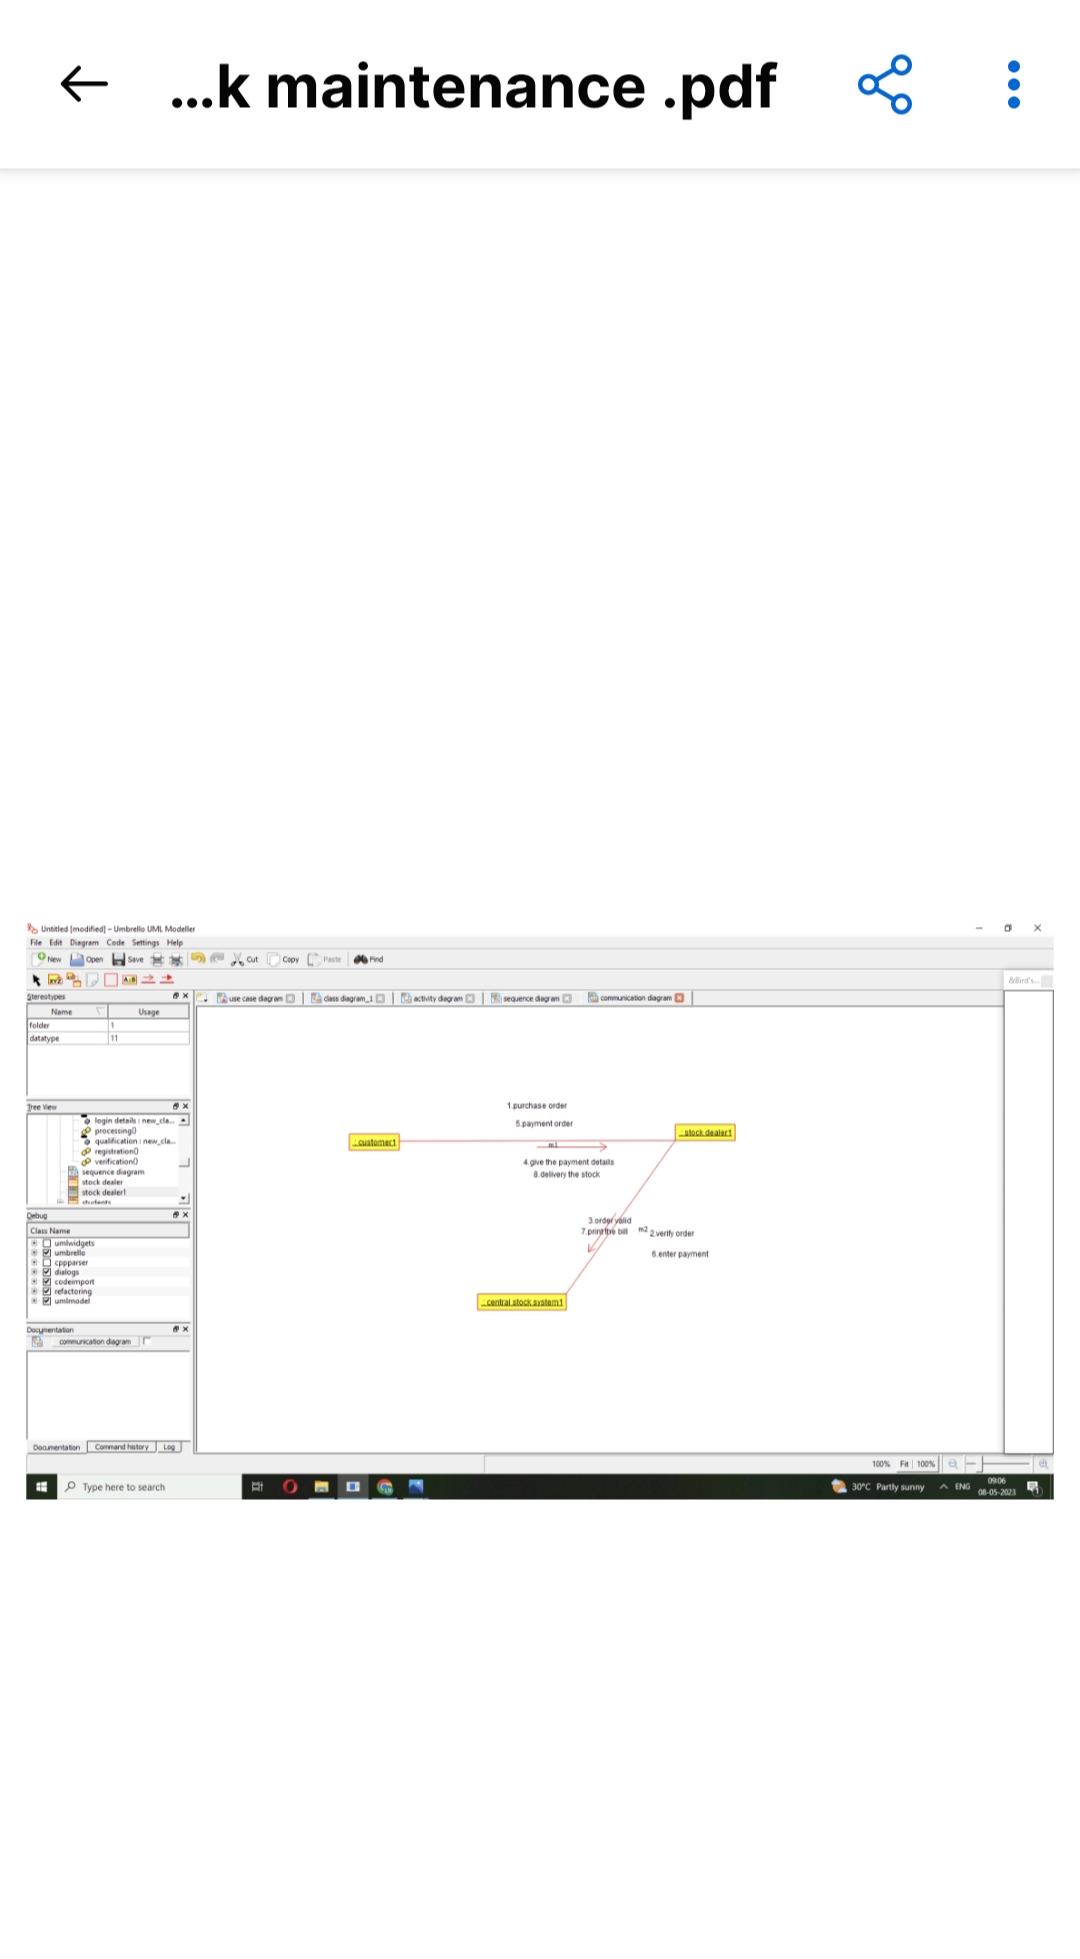 ...k maintenance .pdf
Untitled [modified] - Umbrello UML Modeller
File Edit Diagram Code Settings Help
New Open Save Cut Copy Paste Find
Stereotypes
use case diagram class diagram_1 activity diagram sequence diagram communication diagram
&Bird's...
Name Usage
folder 1
datatype 11
Tree View
login details : new_cla...
processing()
qualification : new_cla...
registration()
verification()
sequence diagram
stock dealer
stock dealer1
students
1.purchase order
5.payment order
: customer1
: stock dealer1
m1
4.give the payment details
8.delivery the stock
3.order valid
7.print the bill
m2
2.verify order
6.enter payment
: central stock system1
Debug
Class Name
umlwidgets
umbrello
cppparser
dialogs
codeimport
refactoring
umlmodel
Documentation
communication diagram
Documentation Command history Log
100% Fit 100%
Type here to search
30°C Partly sunny
ENG
09:06
08-05-2023